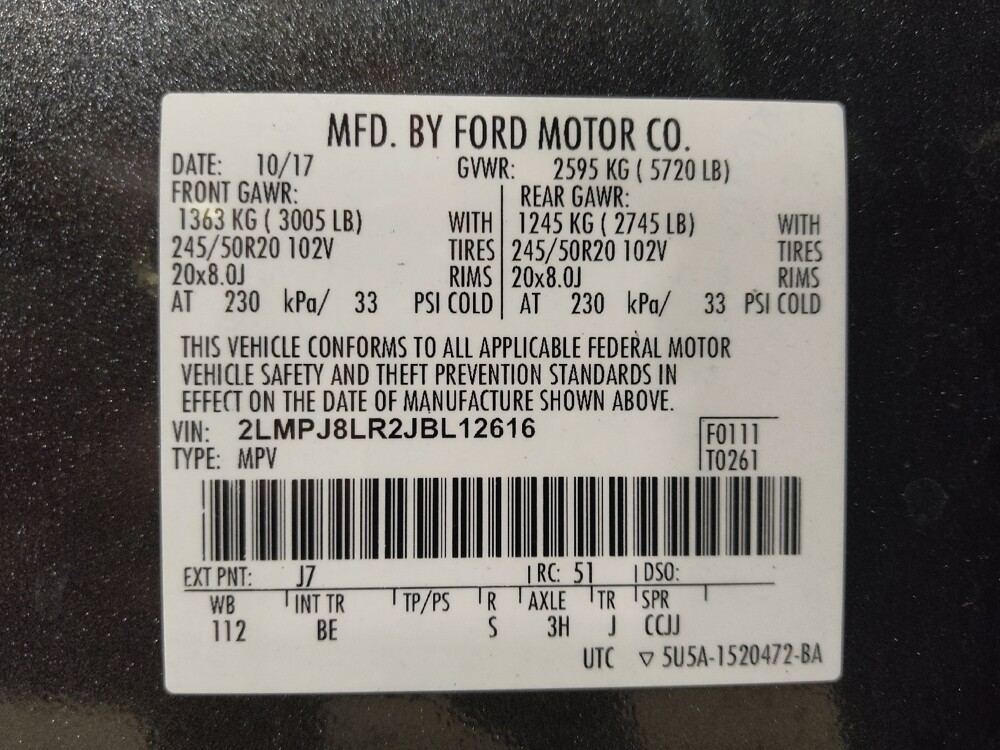 MFD. BY FORD MOTOR CO.
DATE: 10/17 GVWR: 2595 KG ( 5720 LB)
FRONT GAWR: REAR GAWR:
1363 KG ( 3005 LB) WITH 1245 KG ( 2745 LB) WITH
245/50R20 102V TIRES 245/50R20 102V TIRES
20x8.0J RIMS 20x8.0J RIMS
AT 230 kPa/ 33 PSI COLD AT 230 kPa/ 33 PSI COLD
THIS VEHICLE CONFORMS TO ALL APPLICABLE FEDERAL MOTOR
VEHICLE SAFETY AND THEFT PREVENTION STANDARDS IN
EFFECT ON THE DATE OF MANUFACTURE SHOWN ABOVE.
VIN: 2LMPJ8LR2JBL12616 F0111
TYPE: MPV T0261
EXT PNT: J7 RC: 51 DSO:
WB INT TR TP/PS R AXLE TR SPR
112 BE S 3H J CCJJ
UTC ▽ 5U5A-1520472-BA